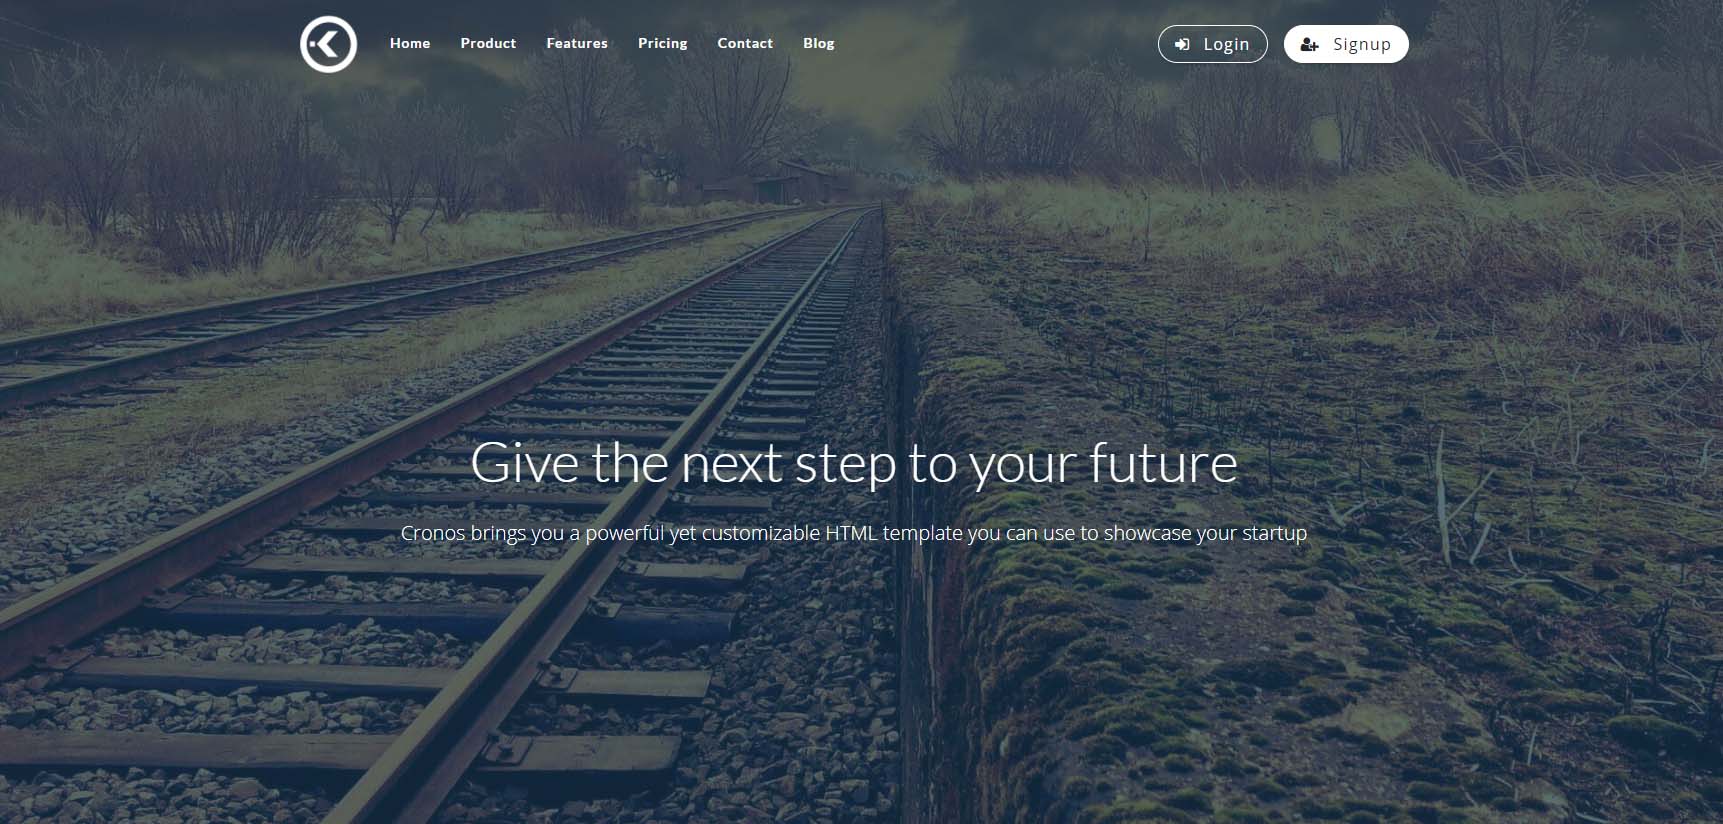 Home Product Features Pricing Contact Blog Login Signup
Give the next step to your future
Cronos brings you a powerful yet customizable HTML template you can use to showcase your startup